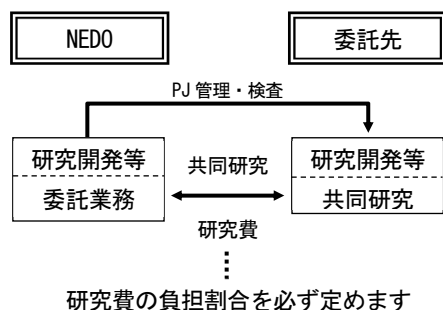 NEDO
委託先
PJ 管理・検査
研究開発等
委託業務
共同研究
研究費
研究開発等
共同研究
研究費の負担割合を必ず定めます